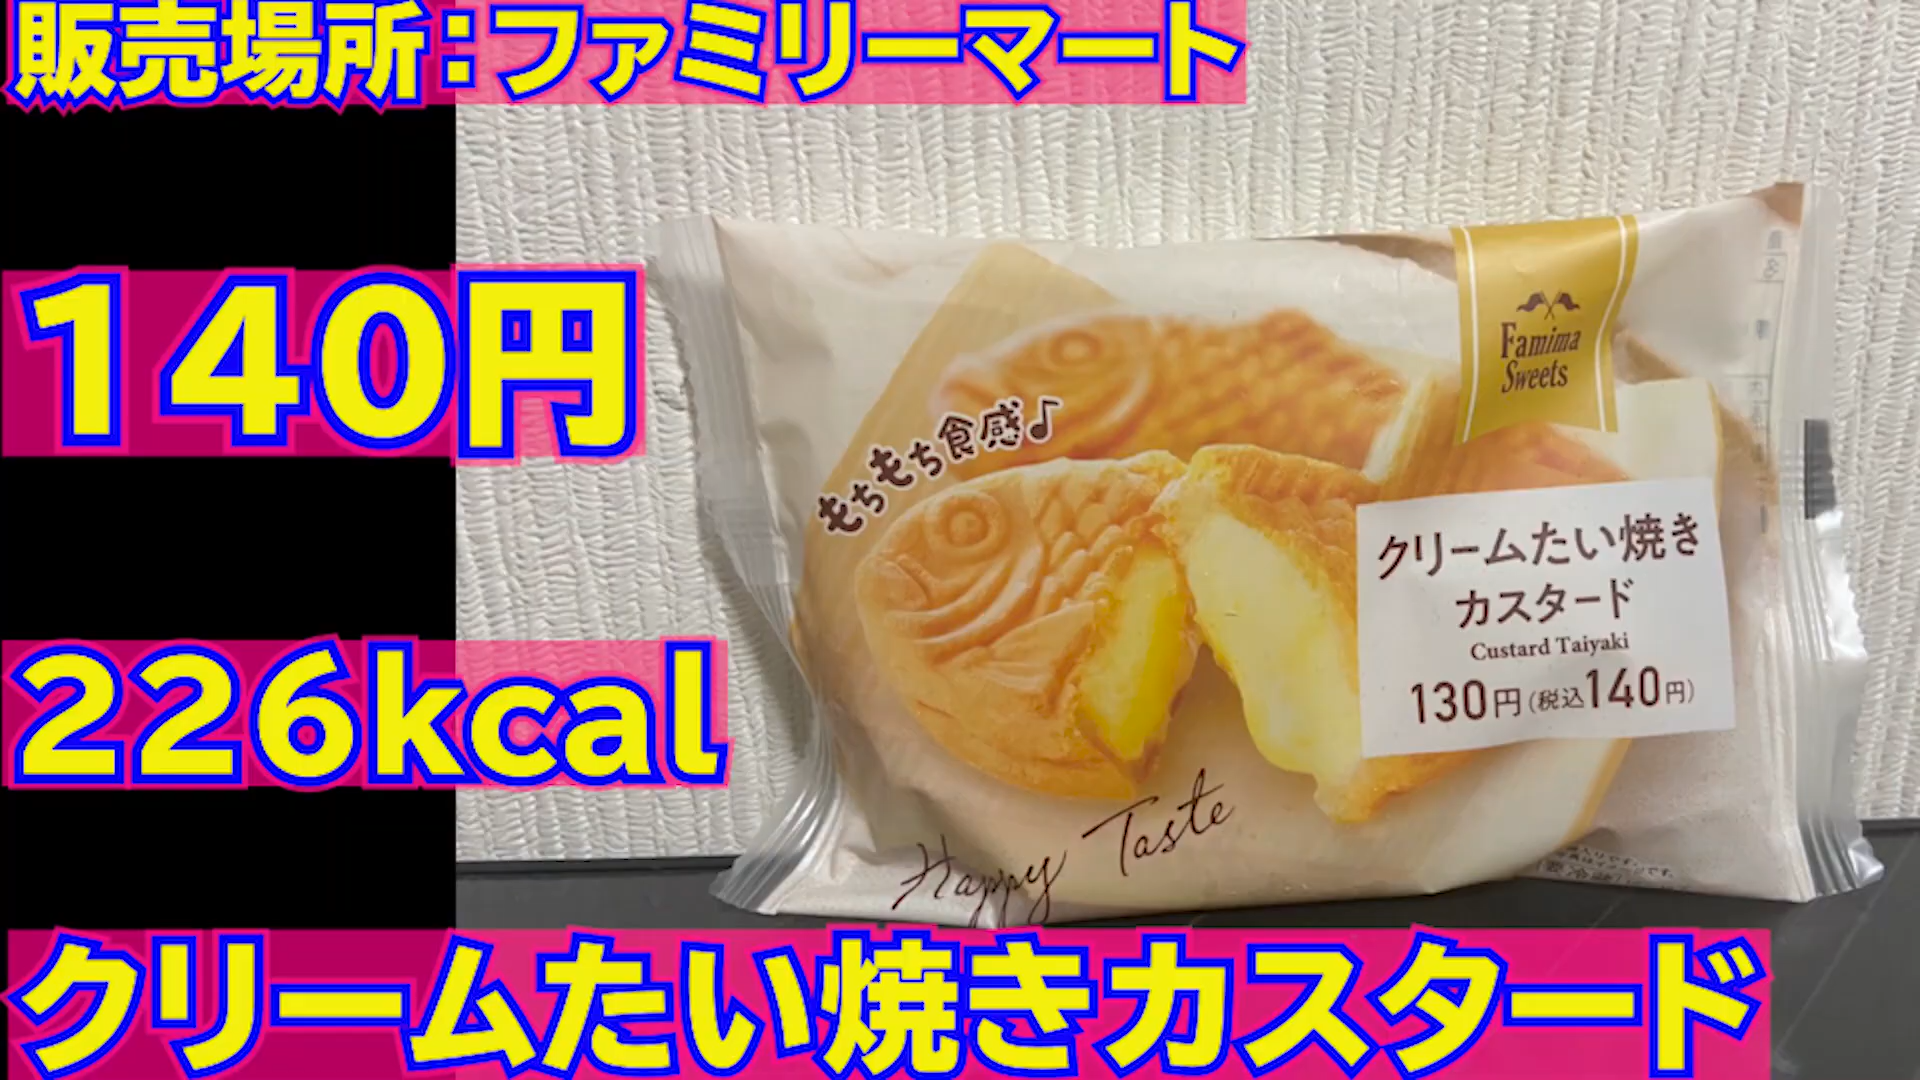 販売場所：ファミリーマート
140円
226kcal
Famima
Sweets
もちもち食感♪
クリームたい焼き
カスタード
Custard Taiyaki
130円(税込140円)
Happy Taste
クリームたい焼きカスタード